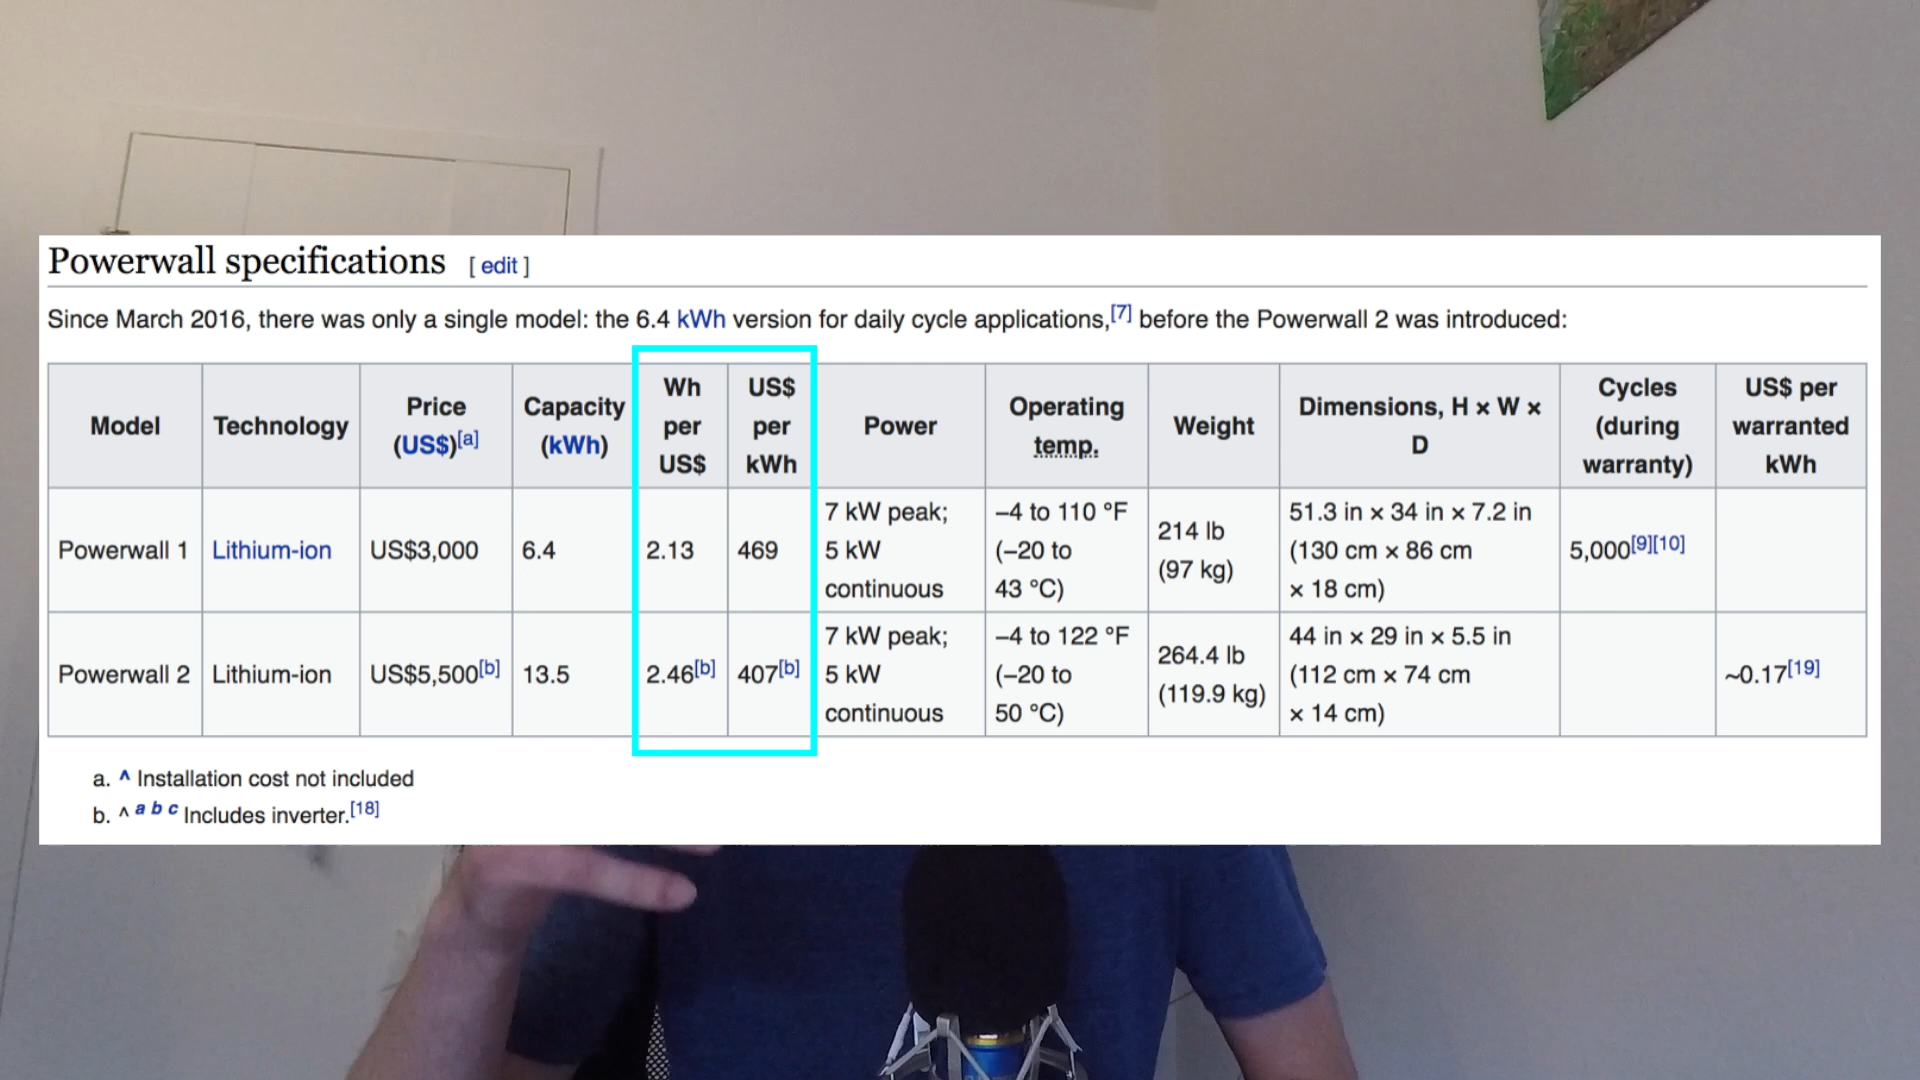 Powerwall specifications [ edit ]
Since March 2016, there was only a single model: the 6.4 kWh version for daily cycle applications,[7] before the Powerwall 2 was introduced:
Model Technology Price (US$)[a] Capacity (kWh) Wh per US$ US$ per kWh Power Operating temp. Weight Dimensions, H × W × D Cycles (during warranty) US$ per warranted kWh
Powerwall 1 Lithium-ion US$3,000 6.4 2.13 469 7 kW peak; 5 kW continuous –4 to 110 °F (–20 to 43 °C) 214 lb (97 kg) 51.3 in × 34 in × 7.2 in (130 cm × 86 cm × 18 cm) 5,000[9][10]
Powerwall 2 Lithium-ion US$5,500[b] 13.5 2.46[b] 407[b] 7 kW peak; 5 kW continuous –4 to 122 °F (–20 to 50 °C) 264.4 lb (119.9 kg) 44 in × 29 in × 5.5 in (112 cm × 74 cm × 14 cm) ~0.17[19]
a. ^ Installation cost not included
b. ^ a b c Includes inverter.[18]